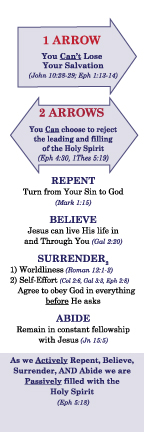 1 ARROW
You Can't Lose
Your Salvation
(John 10:28-29; Eph 1:13-14)
2 ARROWS
You Can choose to reject
the leading and filling
of the Holy Spirit
(Eph 4:30, 1Thes 5:19)
REPENT
Turn from Your Sin to God
(Mark 1:15)
BELIEVE
Jesus can live His life in
and Through You (Gal 2:20)
SURRENDER
1) Worldliness (Roman 12:1-2)
2) Self-Effort (Col 2:6, Gal 3:3, Eph 2:8)
Agree to obey God in everything
before He asks
ABIDE
Remain in constant fellowship
with Jesus (Jn 15:5)
As we Actively Repent, Believe,
Surrender, AND Abide we are
Passively filled with the
Holy Spirit
(Eph 5:18)